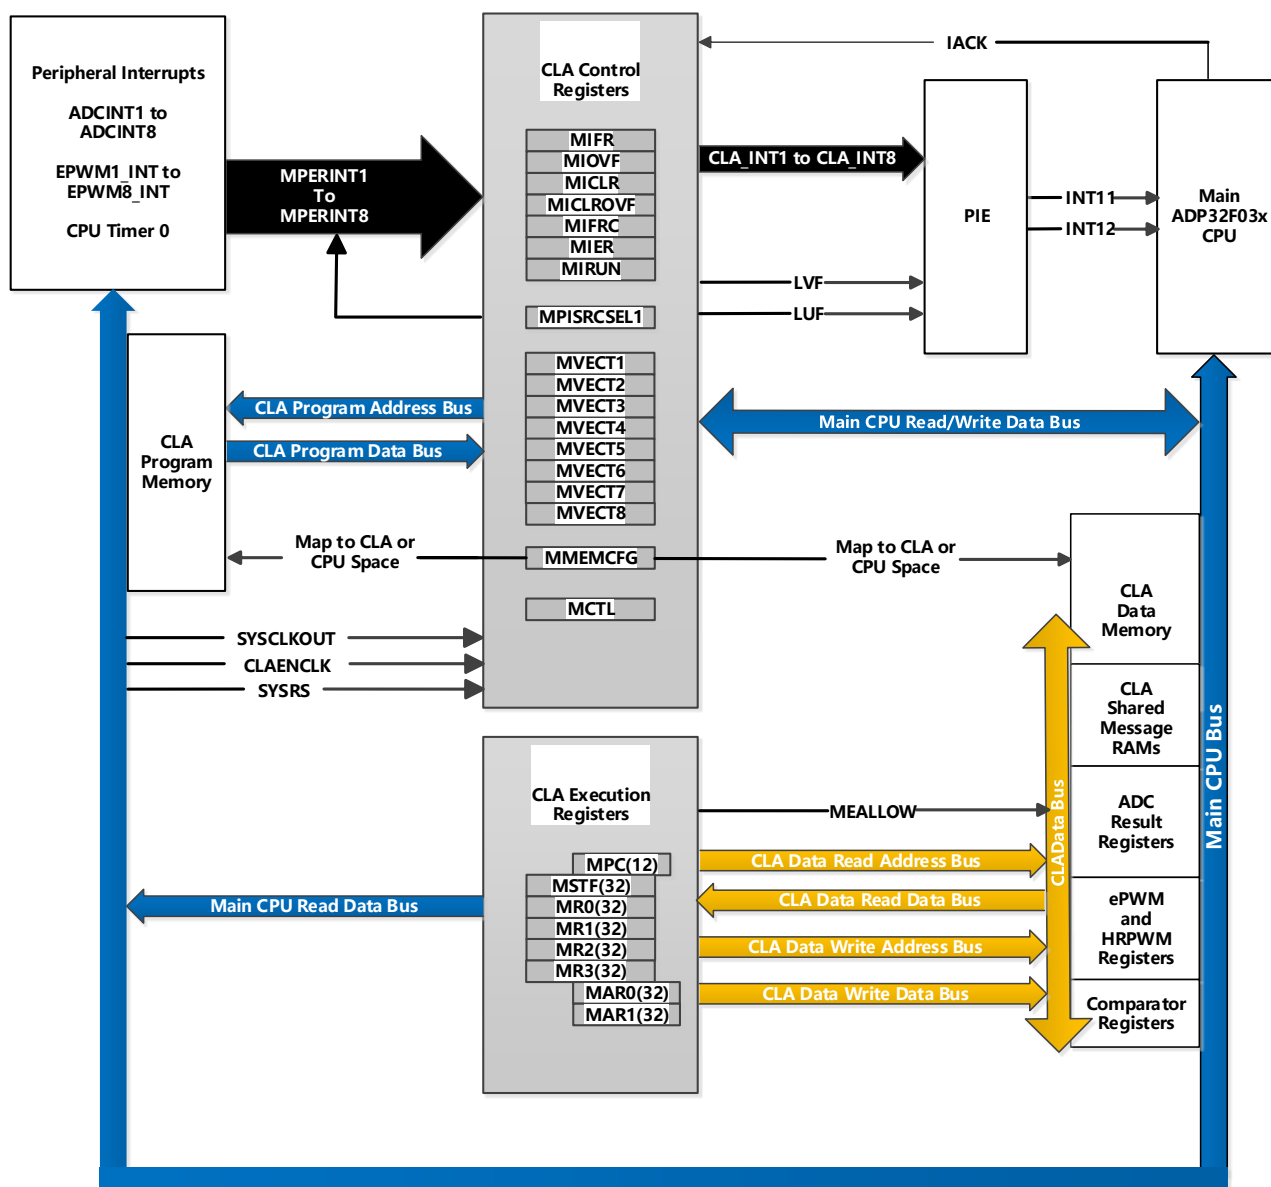 Peripheral Interrupts
ADCINT1 to
ADCINT8
EPWM1_INT to
EPWM8_INT
CPU Timer 0
MPERINT1
To
MPERINT8
CLA Control
Registers
MIFR
MIOVF
MICLR
MICLROVF
MIFRC
MIER
MIRUN
MPISRCSEL1
MVECT1
MVECT2
MVECT3
MVECT4
MVECT5
MVECT6
MVECT7
MVECT8
MMEMCFG
MCTL
IACK
CLA_INT1 to CLA_INT8
LVF
LUF
PIE
INT11
INT12
Main
ADP32F03x
CPU
CLA Program Address Bus
CLA Program Data Bus
CLA
Program
Memory
Main CPU Read/Write Data Bus
Map to CLA or
CPU Space
Map to CLA or
CPU Space
SYSCLKOUT
CLAENCLK
SYSRS
CLA
Data
Memory
CLA
Shared
Message
RAMs
ADC
Result
Registers
ePWM
and
HRPWM
Registers
Comparator
Registers
Main CPU Bus
CLAData Bus
CLA Execution
Registers
MPC(12)
MSTF(32)
MR0(32)
MR1(32)
MR2(32)
MR3(32)
MAR0(32)
MAR1(32)
MEALLOW
CLA Data Read Address Bus
CLA Data Read Data Bus
CLA Data Write Address Bus
CLA Data Write Data Bus
Main CPU Read Data Bus